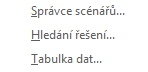 Správce scénářů...
Hledání řešení...
Tabulka dat...